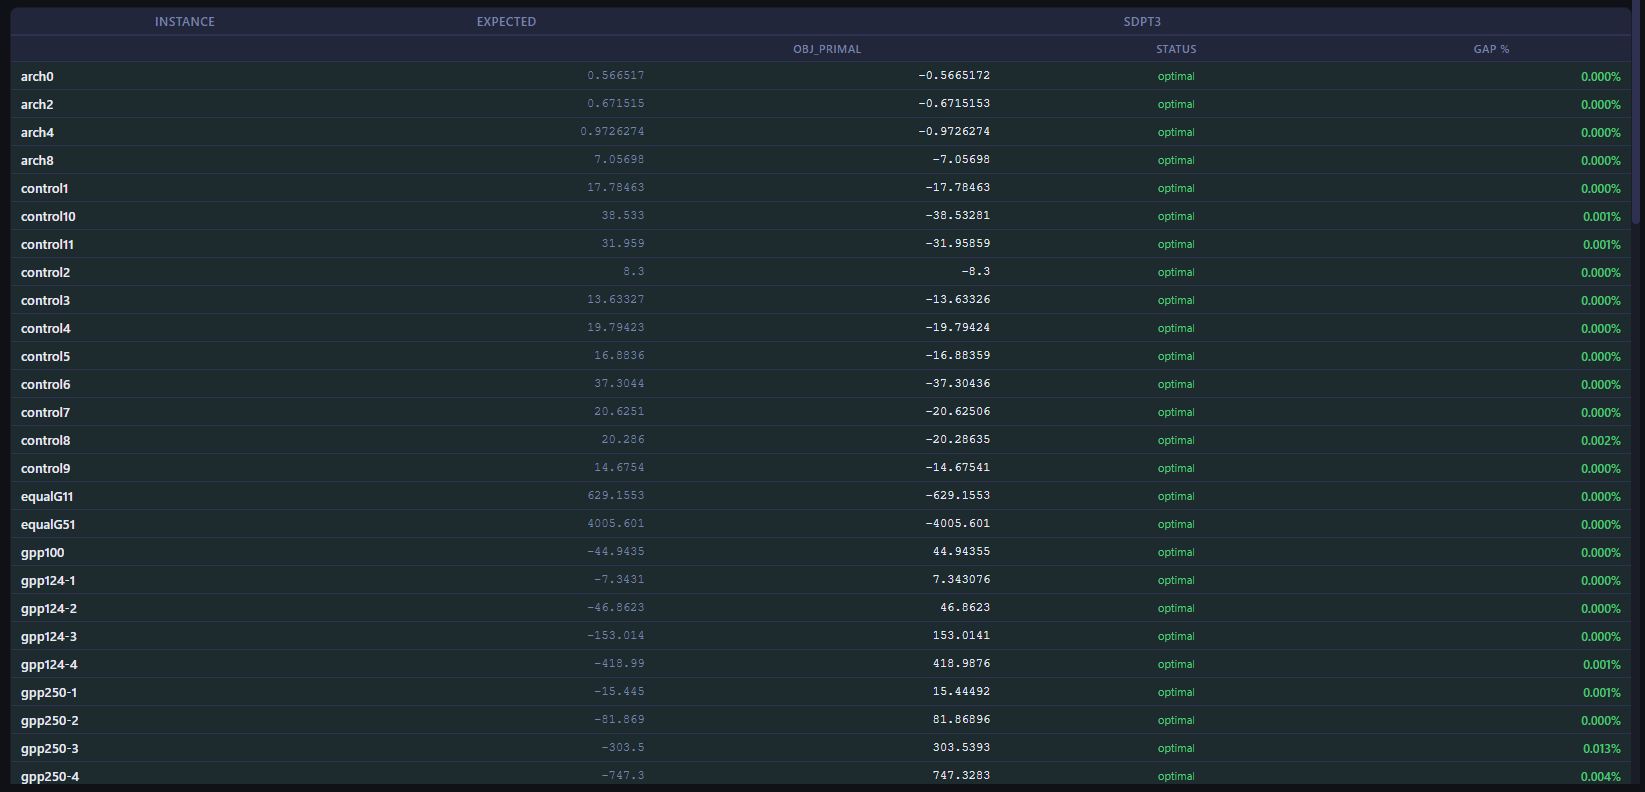 INSTANCE EXPECTED SDPT3
OBJ_PRIMAL STATUS GAP %
arch0 0.566517 -0.5665172 optimal 0.000%
arch2 0.671515 -0.6715153 optimal 0.000%
arch4 0.9726274 -0.9726274 optimal 0.000%
arch8 7.05698 -7.05698 optimal 0.000%
control1 17.78463 -17.78463 optimal 0.000%
control10 38.533 -38.53281 optimal 0.001%
control11 31.959 -31.95859 optimal 0.001%
control2 8.3 -8.3 optimal 0.000%
control3 13.63327 -13.63326 optimal 0.000%
control4 19.79423 -19.79424 optimal 0.000%
control5 16.8836 -16.88359 optimal 0.000%
control6 37.3044 -37.30436 optimal 0.000%
control7 20.6251 -20.62506 optimal 0.000%
control8 20.286 -20.28635 optimal 0.002%
control9 14.6754 -14.67541 optimal 0.000%
equalG11 629.1553 -629.1553 optimal 0.000%
equalG51 4005.601 -4005.601 optimal 0.000%
gpp100 -44.9435 44.94355 optimal 0.000%
gpp124-1 -7.3431 7.343076 optimal 0.000%
gpp124-2 -46.8623 46.8623 optimal 0.000%
gpp124-3 -153.014 153.0141 optimal 0.000%
gpp124-4 -418.99 418.9876 optimal 0.001%
gpp250-1 -15.445 15.44492 optimal 0.001%
gpp250-2 -81.869 81.86896 optimal 0.000%
gpp250-3 -303.5 303.5393 optimal 0.013%
gpp250-4 -747.3 747.3283 optimal 0.004%